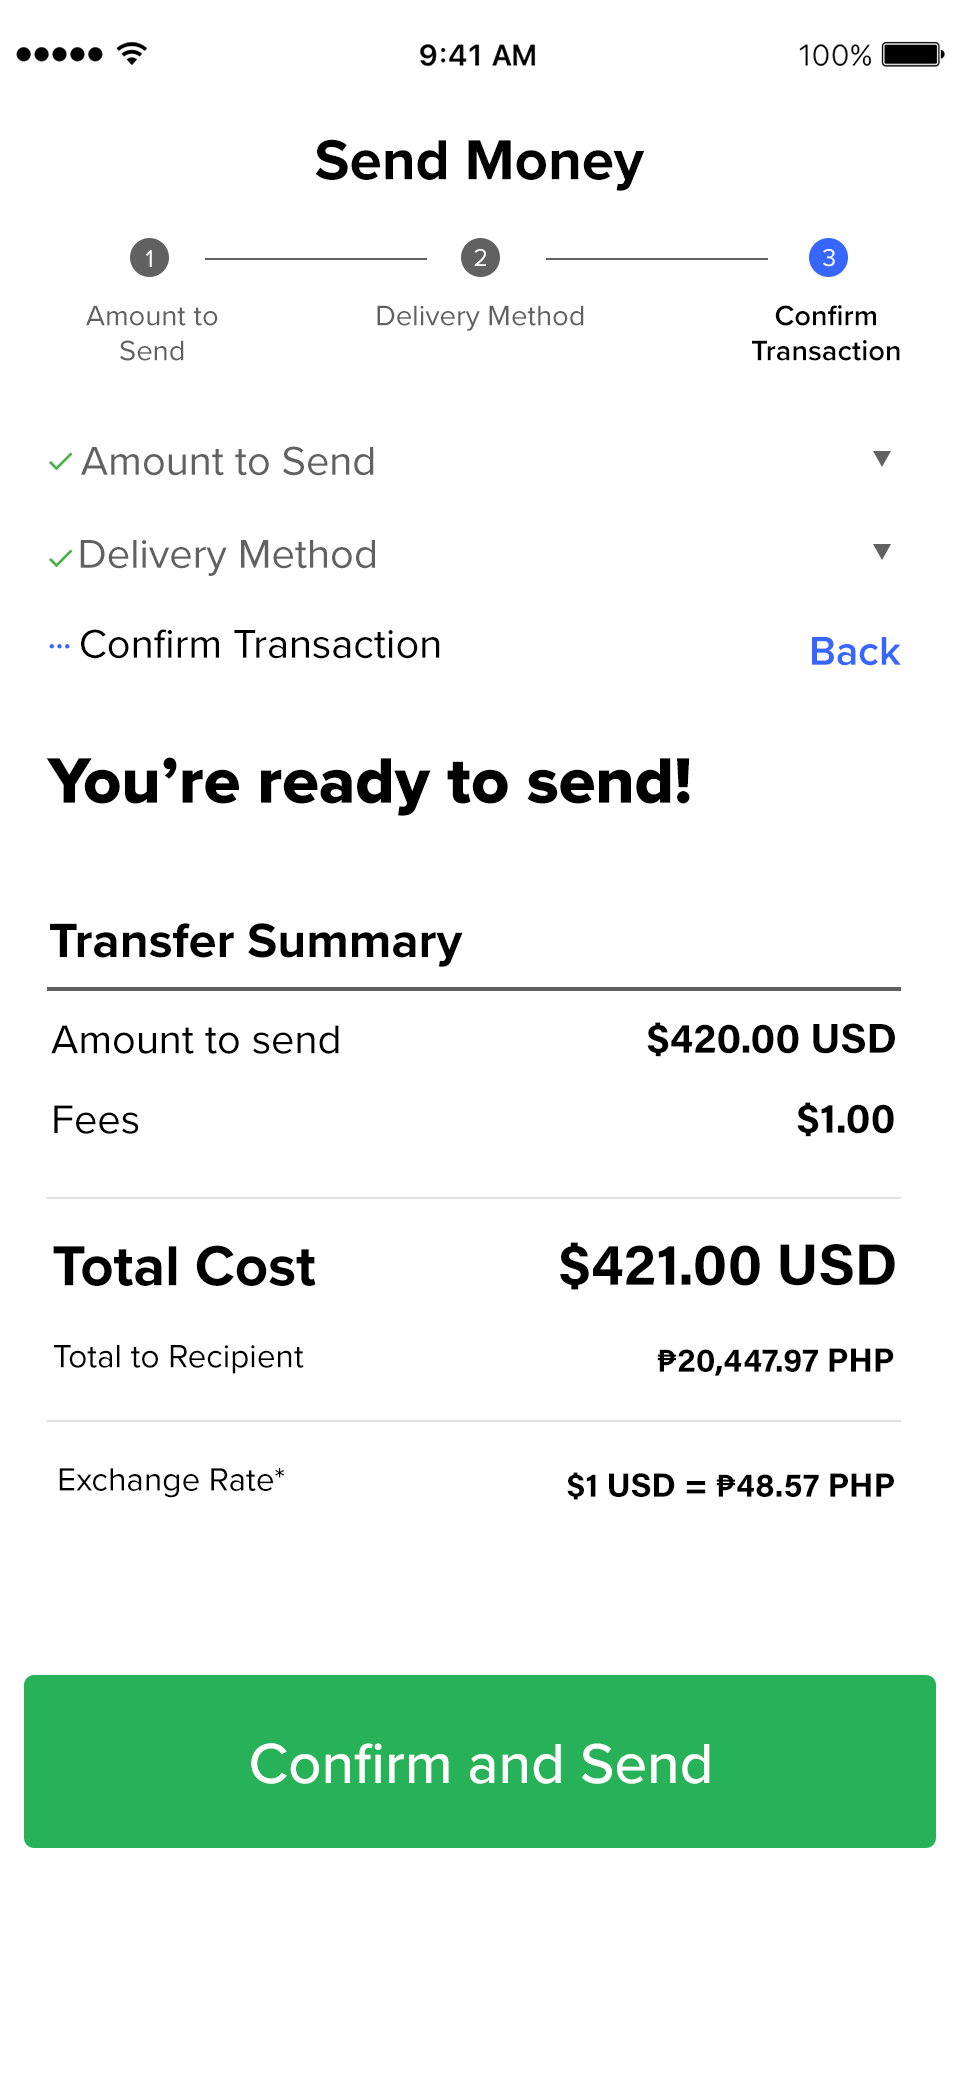 9:41 AM 100%
Send Money
1 2 3
Amount to Send Delivery Method Confirm Transaction
Amount to Send ▼
Delivery Method ▼
··· Confirm Transaction Back
You’re ready to send!
Transfer Summary
Amount to send $420.00 USD
Fees $1.00
Total Cost $421.00 USD
Total to Recipient ₱20,447.97 PHP
Exchange Rate* $1 USD = ₱48.57 PHP
Confirm and Send